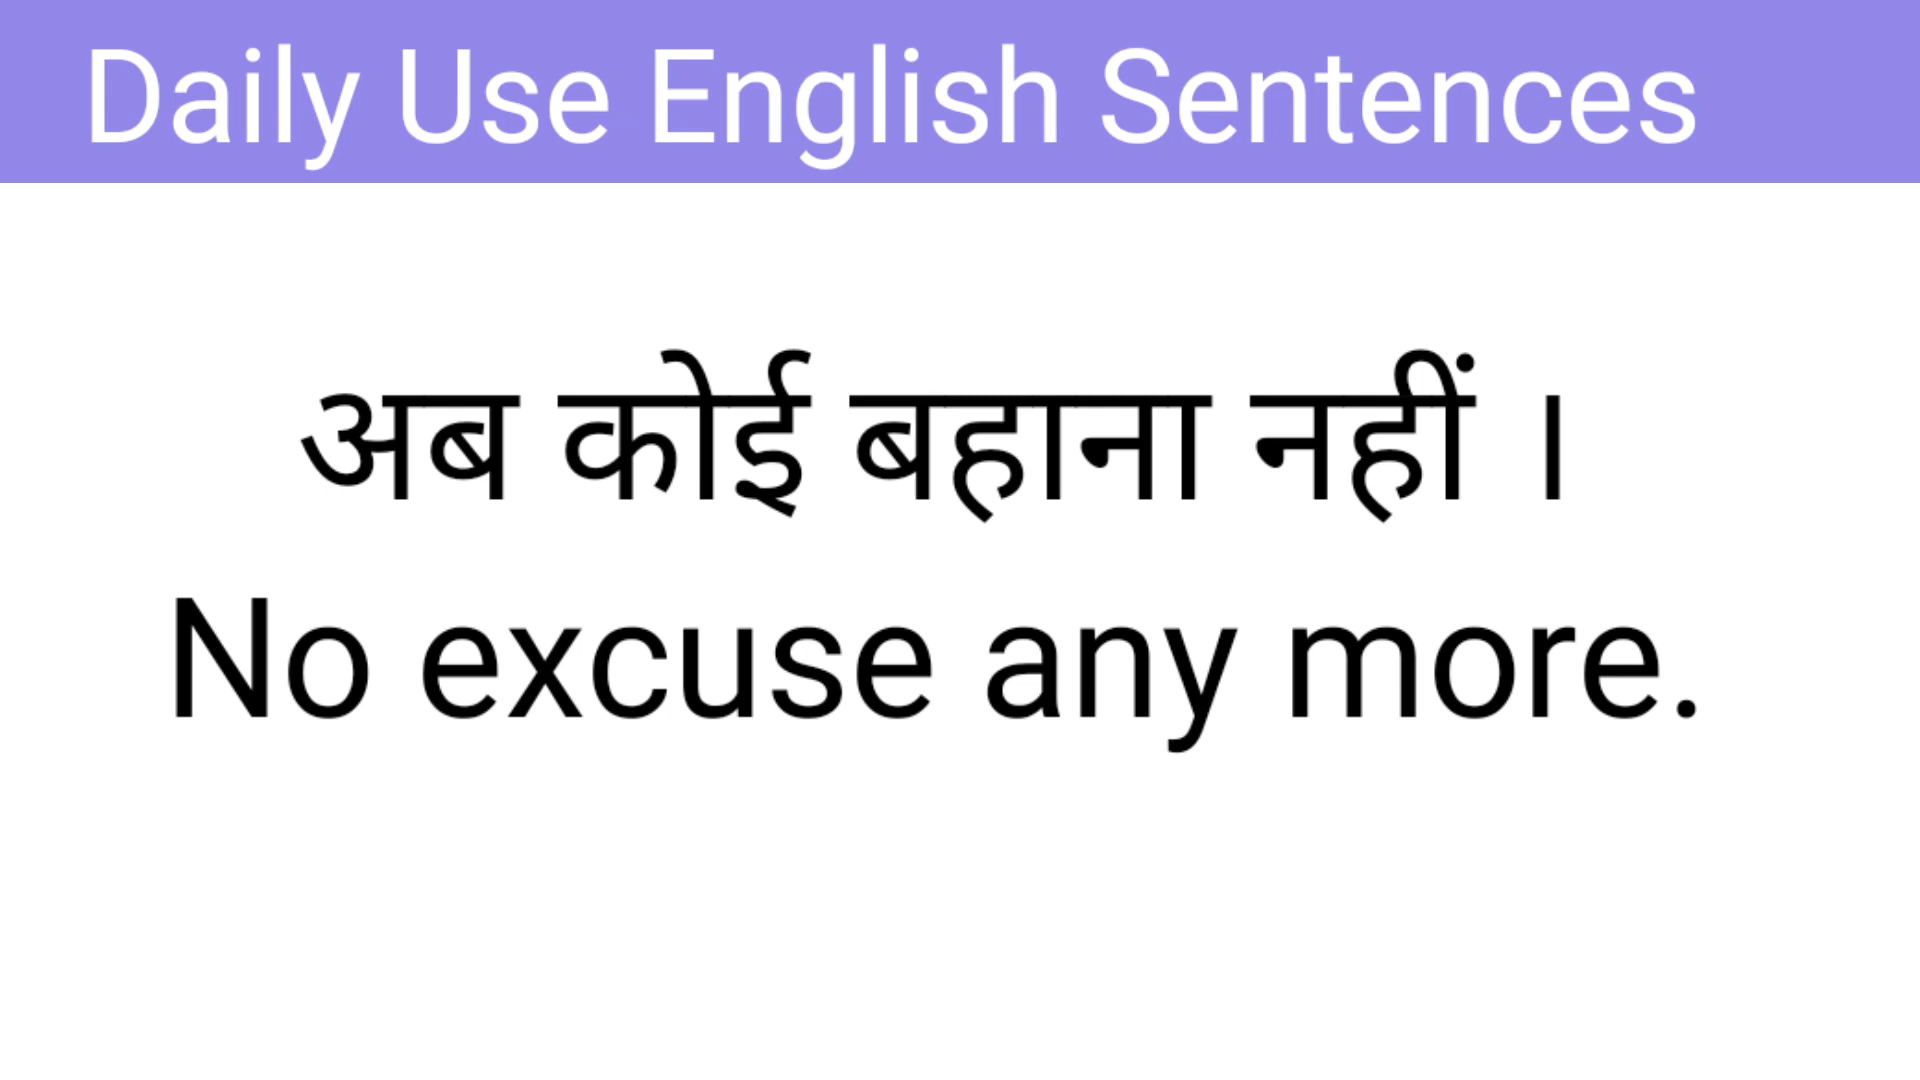 Daily Use English Sentences
अब कोई बहाना नहीं ।
No excuse any more.